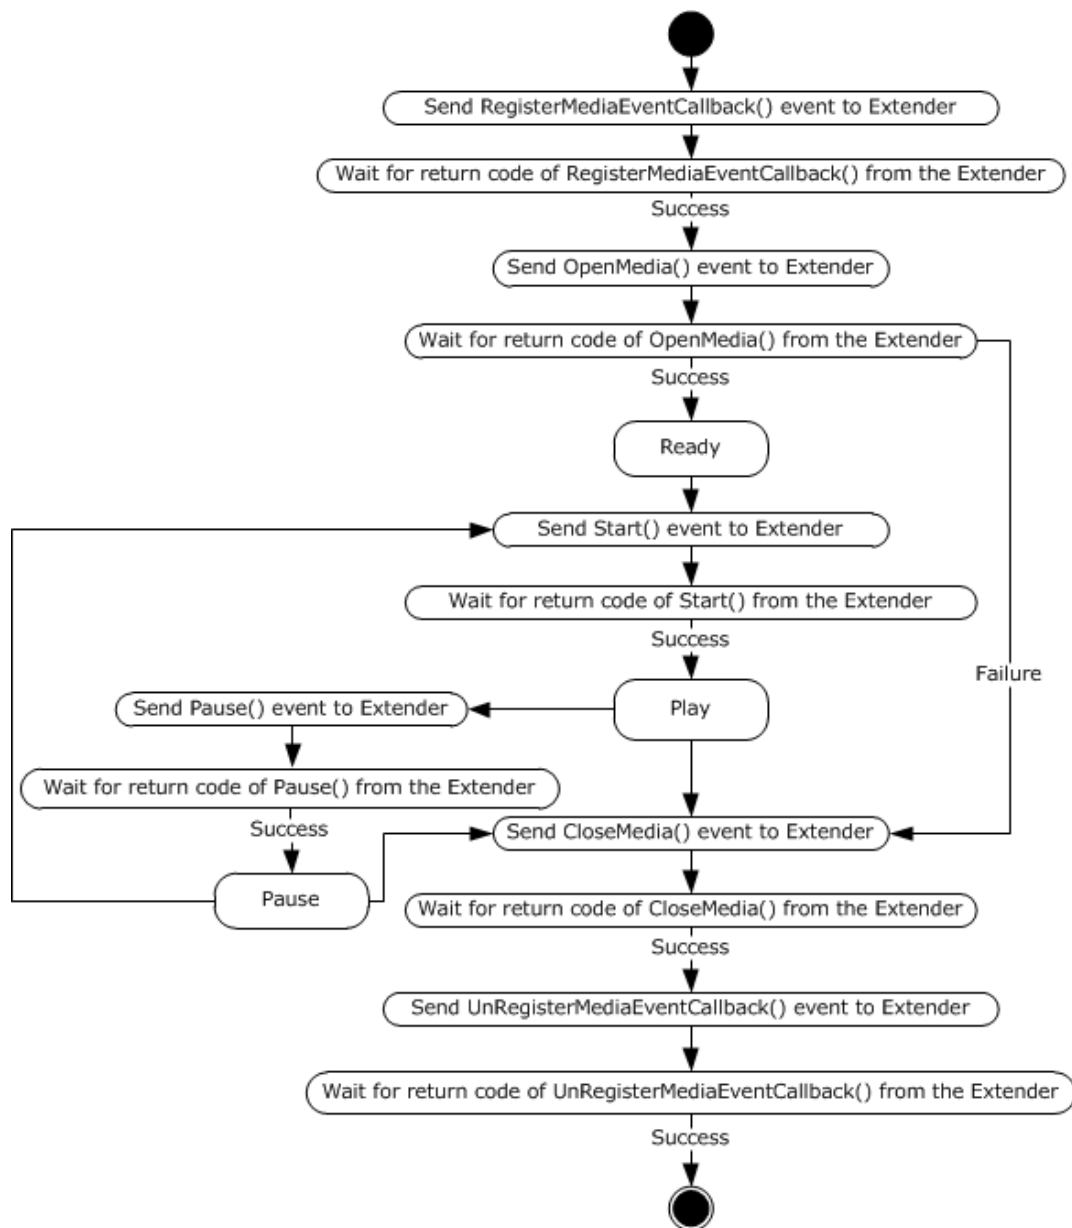 Send RegisterMediaEventCallback() event to Extender
Wait for return code of RegisterMediaEventCallback() from the Extender
Success
Send OpenMedia() event to Extender
Wait for return code of OpenMedia() from the Extender
Success
Ready
Send Start() event to Extender
Wait for return code of Start() from the Extender
Success
Failure
Play
Send Pause() event to Extender
Wait for return code of Pause() from the Extender
Success
Pause
Send CloseMedia() event to Extender
Wait for return code of CloseMedia() from the Extender
Success
Send UnRegisterMediaEventCallback() event to Extender
Wait for return code of UnRegisterMediaEventCallback() from the Extender
Success